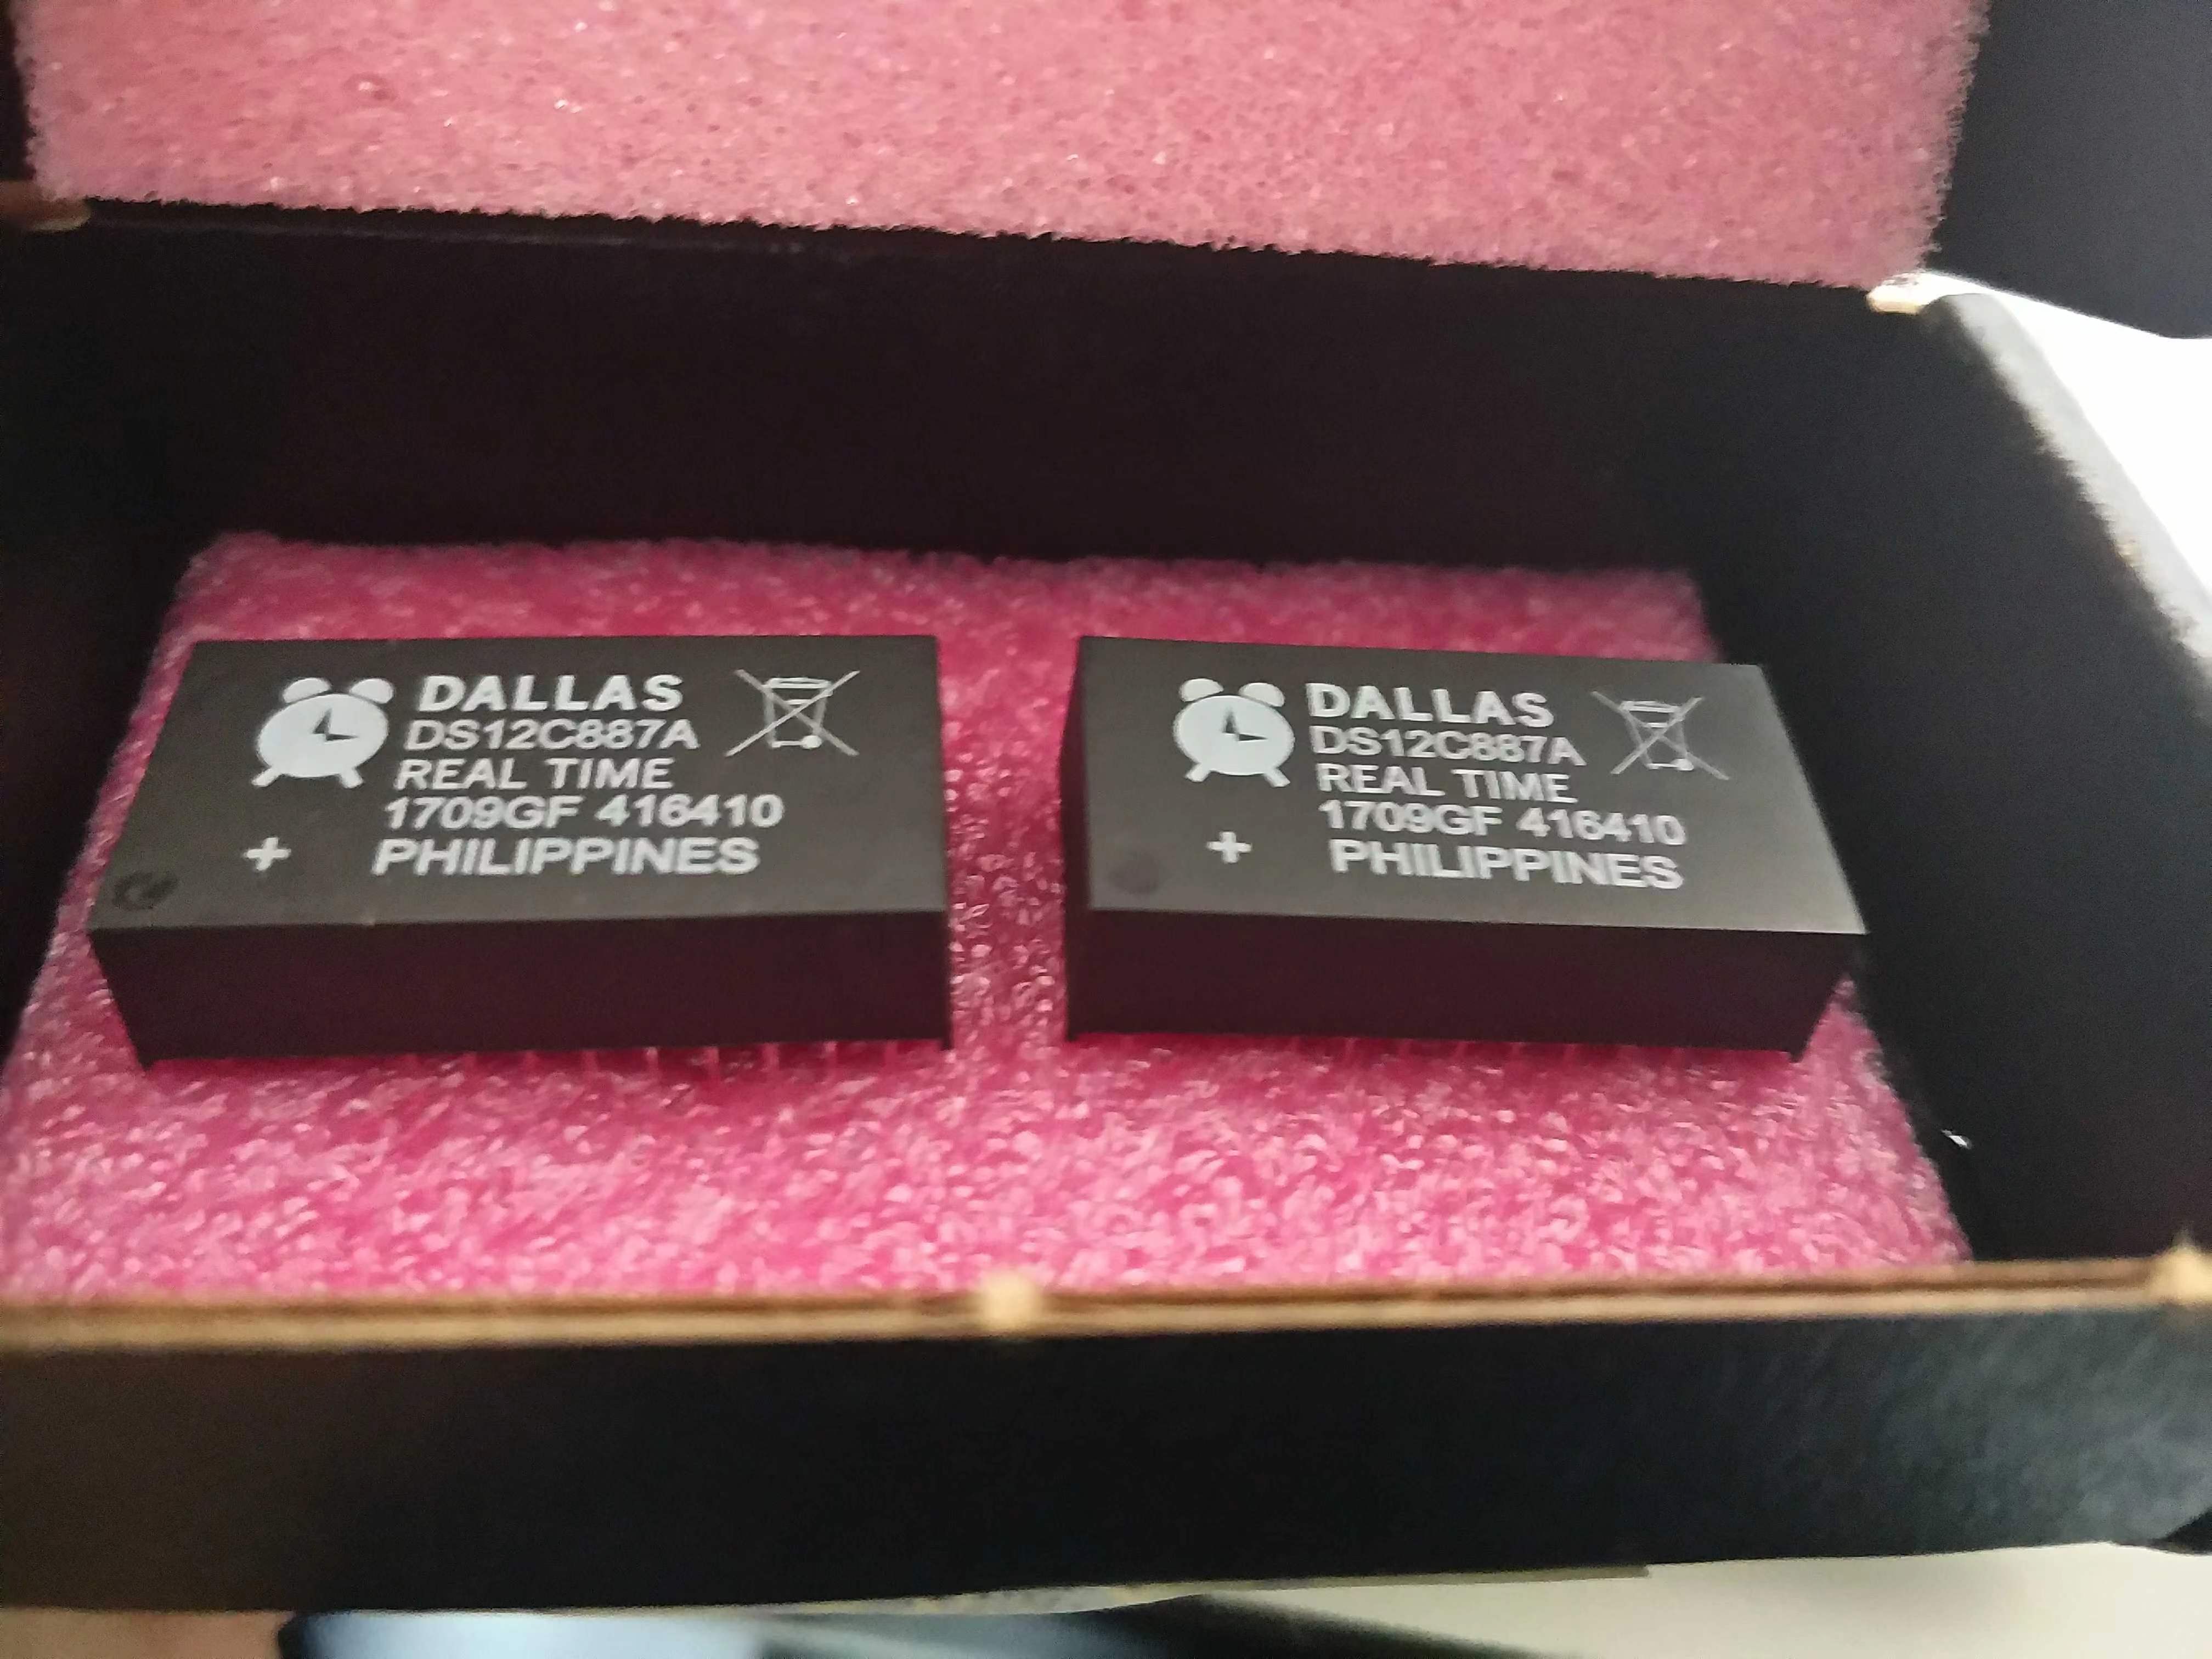 DALLAS
DS12C887A
REAL TIME
1709GF 416410
+ PHILIPPINES
DALLAS
DS12C887A
REAL TIME
1709GF 416410
+ PHILIPPINES